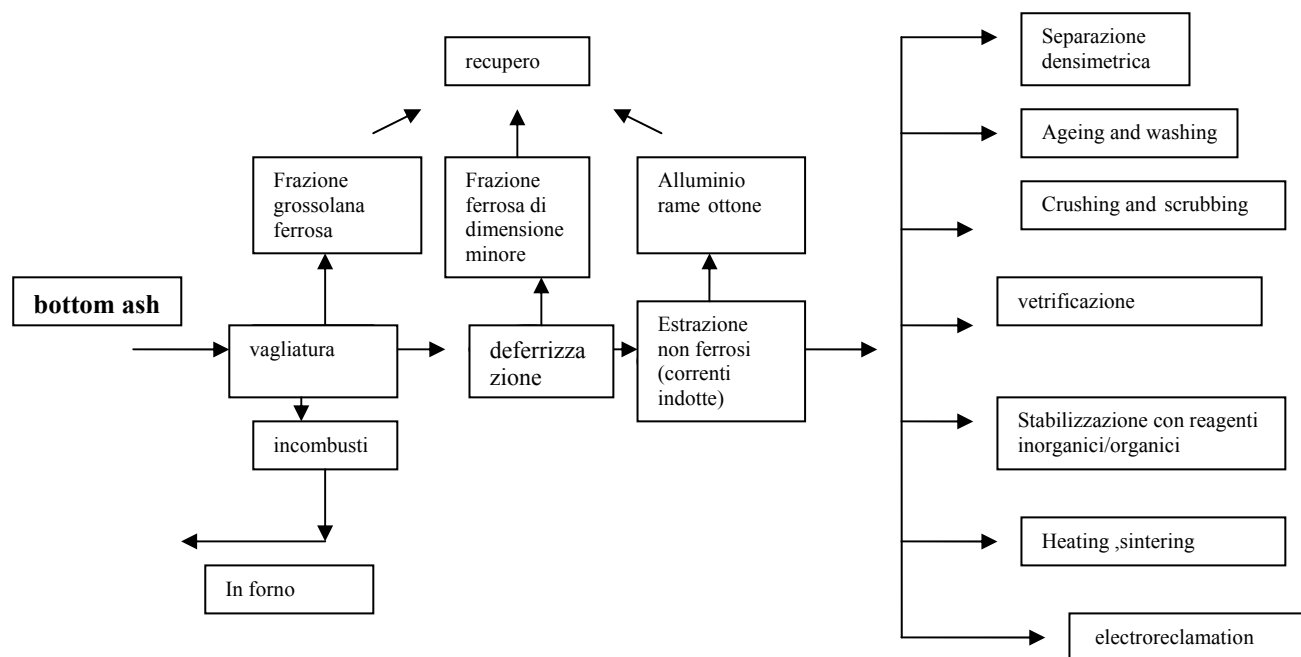 recupero
Frazione
grossolana
ferrosa
Frazione
ferrosa di
dimensione
minore
Alluminio
rame ottone
bottom ash
vagliatura
deferrizza
zione
Estrazione
non ferrosi
(correnti
indotte)
incombusti
In forno
Separazione
densimetrica
Ageing and washing
Crushing and scrubbing
vetrificazione
Stabilizzazione con reagenti
inorganici/organici
Heating ,sintering
electroreclamation